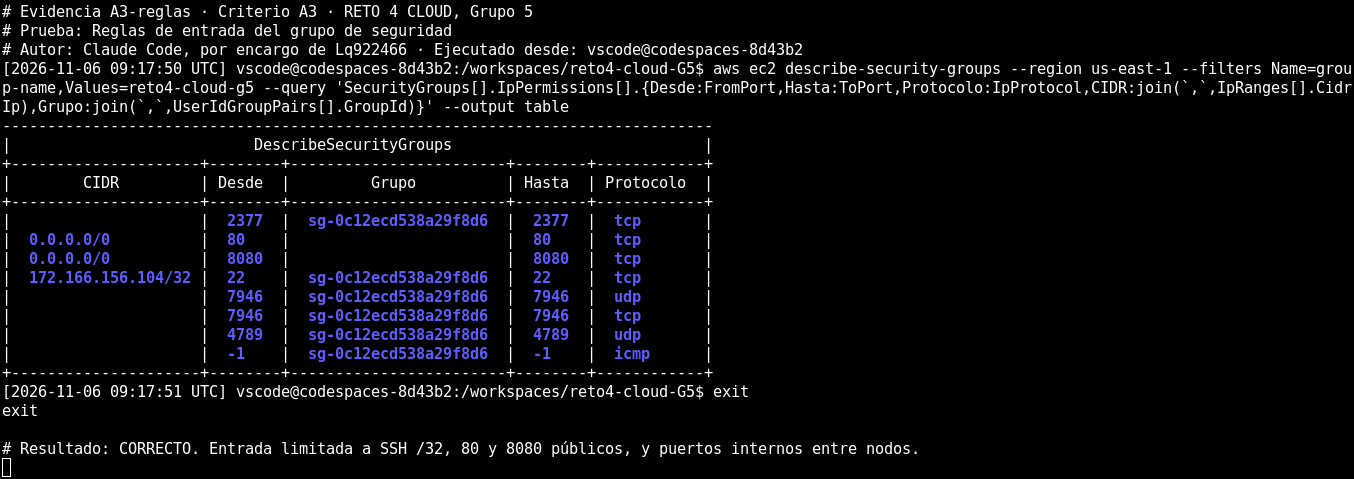 # Evidencia A3-reglas · Criterio A3 · RETO 4 CLOUD, Grupo 5
# Prueba: Reglas de entrada del grupo de seguridad
# Autor: Claude Code, por encargo de Lq922466 · Ejecutado desde: vscode@codespaces-8d43b2
[2026-11-06 09:17:50 UTC] vscode@codespaces-8d43b2:/workspaces/reto4-cloud-G5$ aws ec2 describe-security-groups --region us-east-1 --filters Name=grou
p-name,Values=reto4-cloud-g5 --query 'SecurityGroups[].IpPermissions[].{Desde:FromPort,Hasta:ToPort,Protocolo:IpProtocol,CIDR:join(`,`,IpRanges[].Cidr
Ip),Grupo:join(`,`,UserIdGroupPairs[].GroupId)}' --output table
-------------------------------------------------------------------------------
|                           DescribeSecurityGroups                            |
+---------------------+--------+------------------------+--------+------------+
|        CIDR         | Desde  |         Grupo          | Hasta  | Protocolo  |
+---------------------+--------+------------------------+--------+------------+
|                     |  2377  |  sg-0c12ecd538a29f8d6  |  2377  |  tcp       |
|  0.0.0.0/0          |  80    |                        |  80    |  tcp       |
|  0.0.0.0/0          |  8080  |                        |  8080  |  tcp       |
|  172.166.156.104/32 |  22    |  sg-0c12ecd538a29f8d6  |  22    |  tcp       |
|                     |  7946  |  sg-0c12ecd538a29f8d6  |  7946  |  udp       |
|                     |  7946  |  sg-0c12ecd538a29f8d6  |  7946  |  tcp       |
|                     |  4789  |  sg-0c12ecd538a29f8d6  |  4789  |  udp       |
|                     |  -1    |  sg-0c12ecd538a29f8d6  |  -1    |  icmp      |
+---------------------+--------+------------------------+--------+------------+
[2026-11-06 09:17:51 UTC] vscode@codespaces-8d43b2:/workspaces/reto4-cloud-G5$ exit
exit
# Resultado: CORRECTO. Entrada limitada a SSH /32, 80 y 8080 públicos, y puertos internos entre nodos.